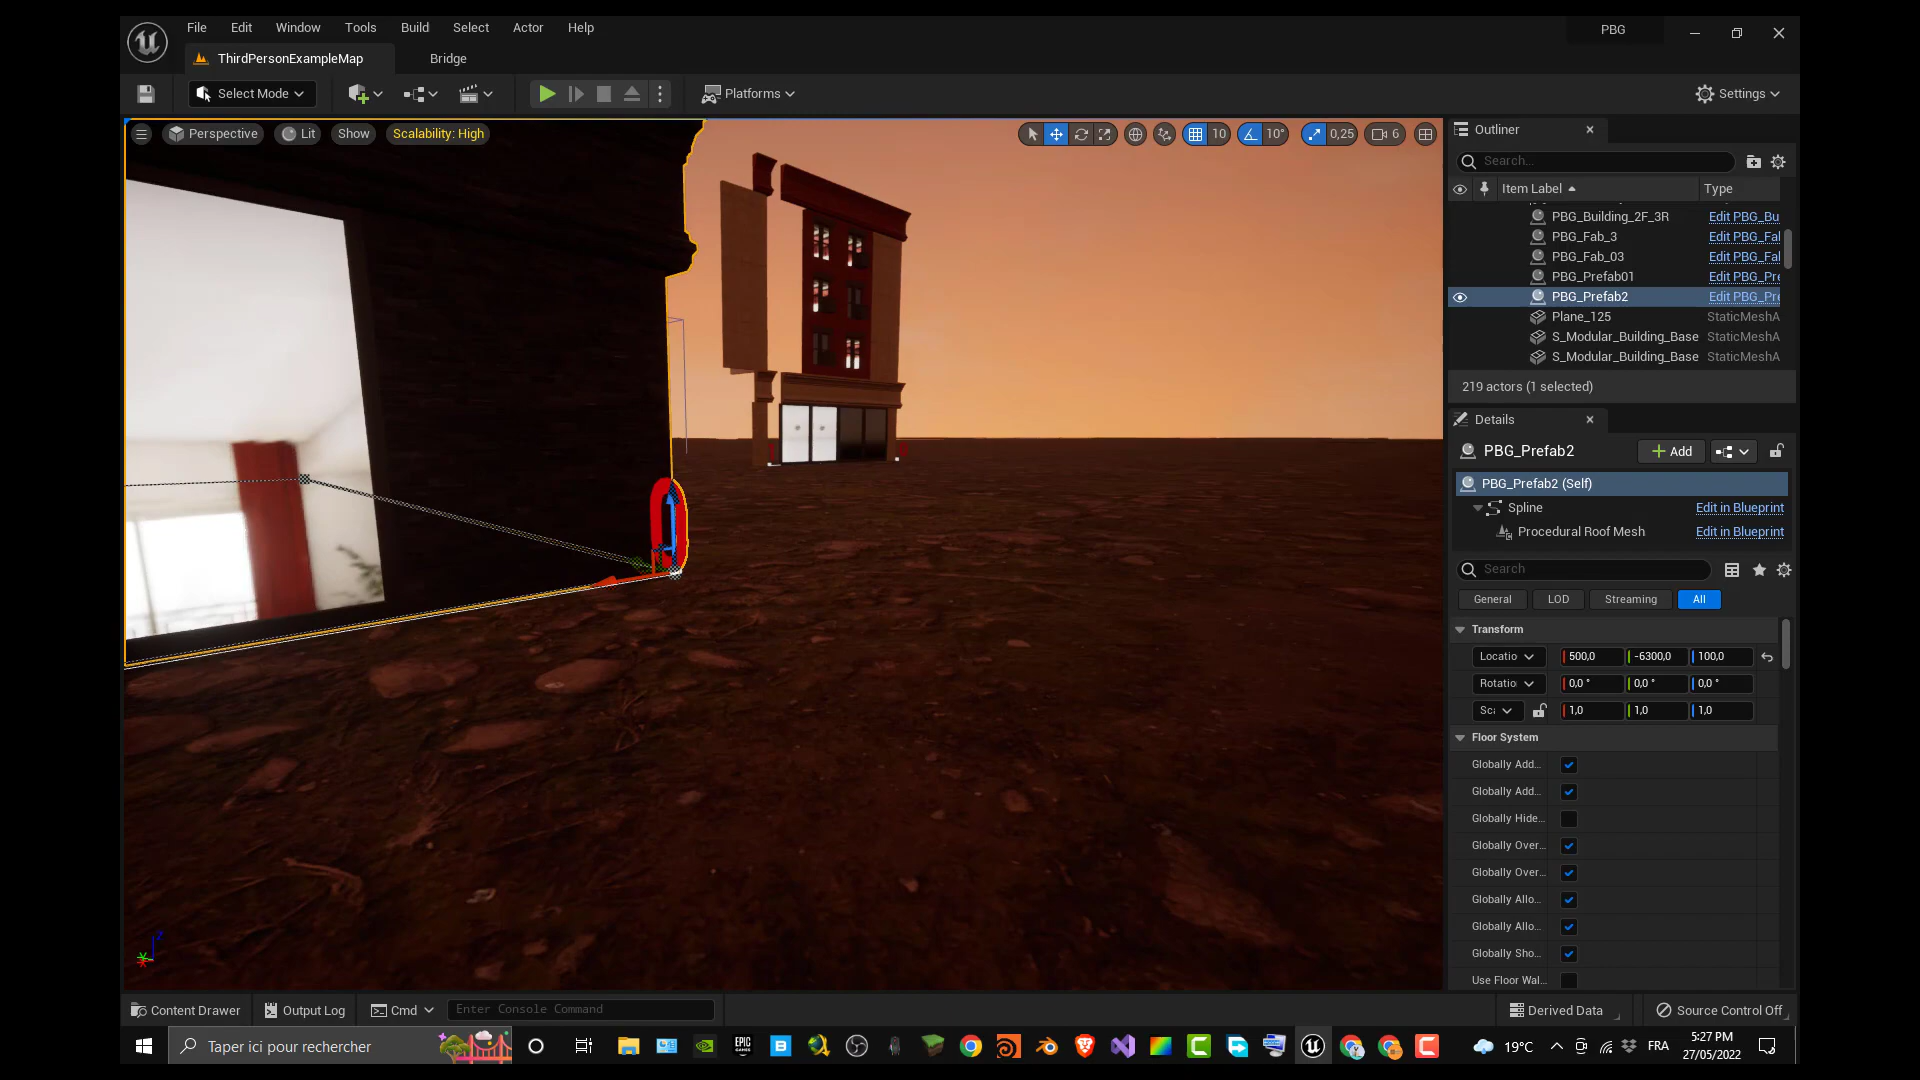 File Edit Window Tools Build Select Actor Help
PBG
ThirdPersonExampleMap
Bridge
Select Mode
Platforms
Settings
Perspective
Lit
Show
Scalability: High
10
10°
0,25
6
Outliner
Search...
Item Label
Type
PBG_Building_2F_3R Edit PBG_Bu
PBG_Fab_3 Edit PBG_Fal
PBG_Fab_03 Edit PBG_Fal
PBG_Prefab01 Edit PBG_Pre
PBG_Prefab2 Edit PBG_Pre
Plane_125 StaticMeshA
S_Modular_Building_Base StaticMeshA
S_Modular_Building_Base StaticMeshA
219 actors (1 selected)
Details
PBG_Prefab2
Add
PBG_Prefab2 (Self)
Spline Edit in Blueprint
Procedural Roof Mesh Edit in Blueprint
Search
General LOD Streaming All
Transform
Locatio 500,0 -6300,0 100,0
Rotatio 0,0 ° 0,0 ° 0,0 °
Sca 1,0 1,0 1,0
Floor System
Globally Add...
Globally Add...
Globally Hide...
Globally Over...
Globally Over...
Globally Allo...
Globally Allo...
Globally Sho...
Use Floor Wal...
Z
Content Drawer
Output Log
Cmd
Enter Console Command
Derived Data
Source Control Off
Taper ici pour rechercher
EPIC GAMES
19°C
FRA
5:27 PM
27/05/2022